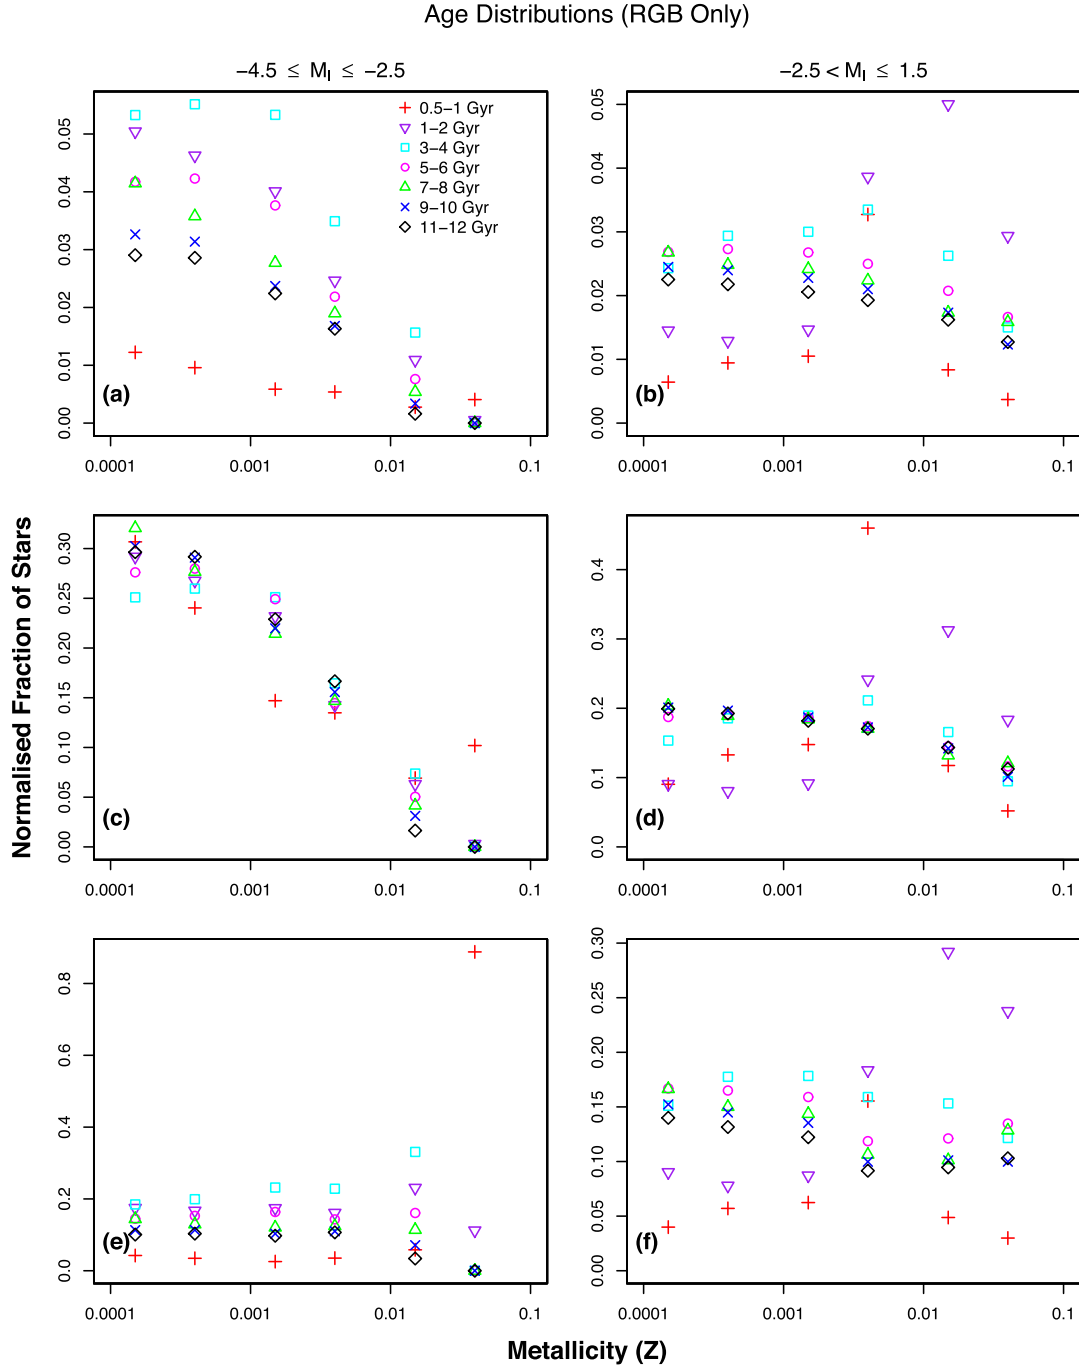 Age Distributions (RGB Only)
−4.5 ≤ M_I ≤ −2.5
−2.5 < M_I ≤ 1.5
0.00 0.01 0.02 0.03 0.04 0.05
0.5−1 Gyr
1−2 Gyr
3−4 Gyr
5−6 Gyr
7−8 Gyr
9−10 Gyr
11−12 Gyr
(a)
0.0001 0.001 0.01 0.1
0.00 0.01 0.02 0.03 0.04 0.05
(b)
0.0001 0.001 0.01 0.1
Normalised Fraction of Stars
0.00 0.05 0.10 0.15 0.20 0.25 0.30
(c)
0.0001 0.001 0.01 0.1
0.0 0.1 0.2 0.3 0.4
(d)
0.0001 0.001 0.01 0.1
0.0 0.2 0.4 0.6 0.8
(e)
0.0001 0.001 0.01 0.1
0.00 0.05 0.10 0.15 0.20 0.25 0.30
(f)
0.0001 0.001 0.01 0.1
Metallicity (Z)